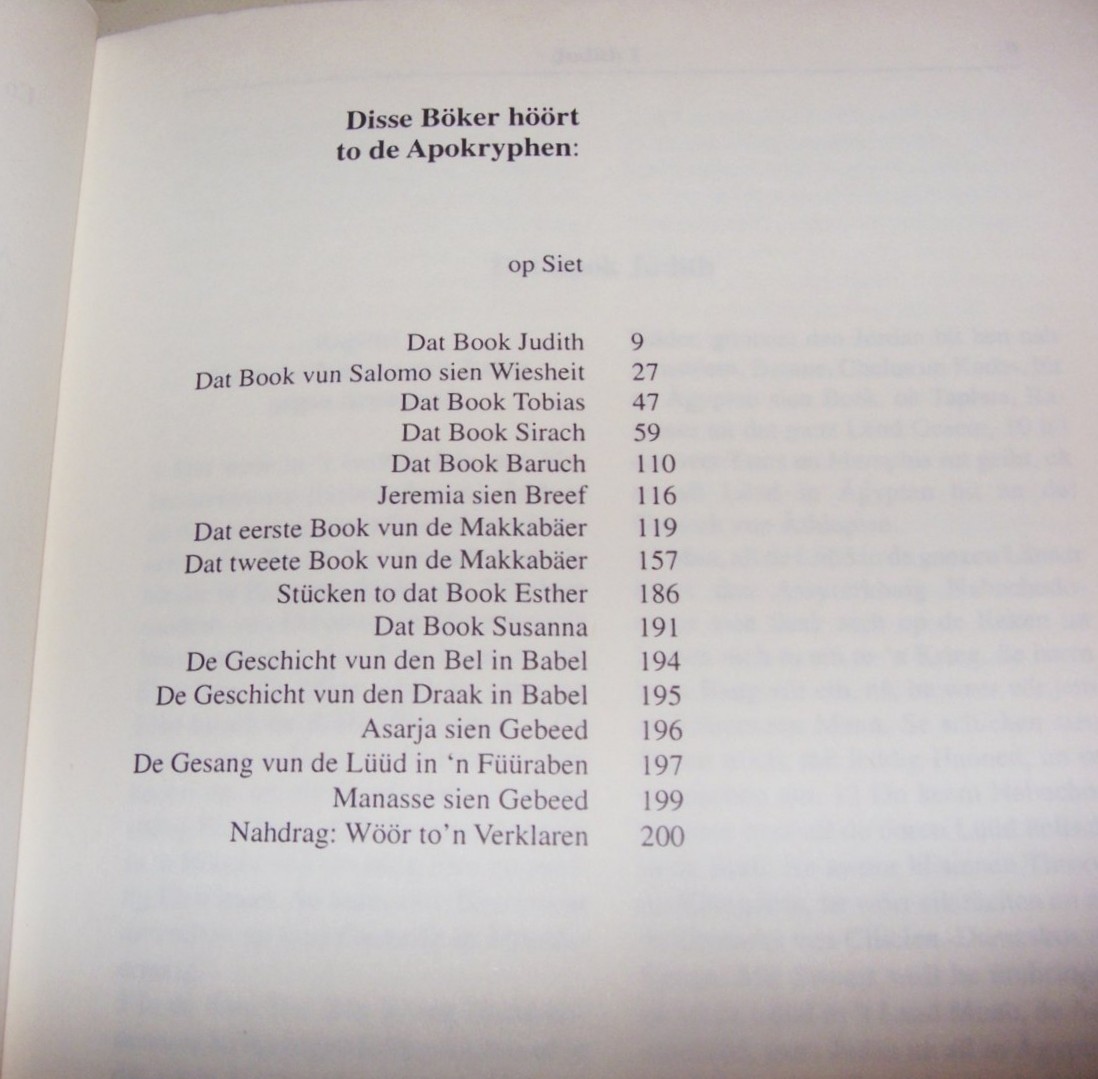 Disse Böker höört
to de Apokryphen:
op Siet
Dat Book Judith 9
Dat Book vun Salomo sien Wiesheit 27
Dat Book Tobias 47
Dat Book Sirach 59
Dat Book Baruch 110
Jeremia sien Breef 116
Dat eerste Book vun de Makkabäer 119
Dat tweete Book vun de Makkabäer 157
Stücken to dat Book Esther 186
Dat Book Susanna 191
De Geschicht vun den Bel in Babel 194
De Geschicht vun den Draak in Babel 195
Asarja sien Gebeed 196
De Gesang vun de Lüüd in ‘n Füüraben 197
Manasse sien Gebeed 199
Nahdrag: Wöör to’n Verklaren 200